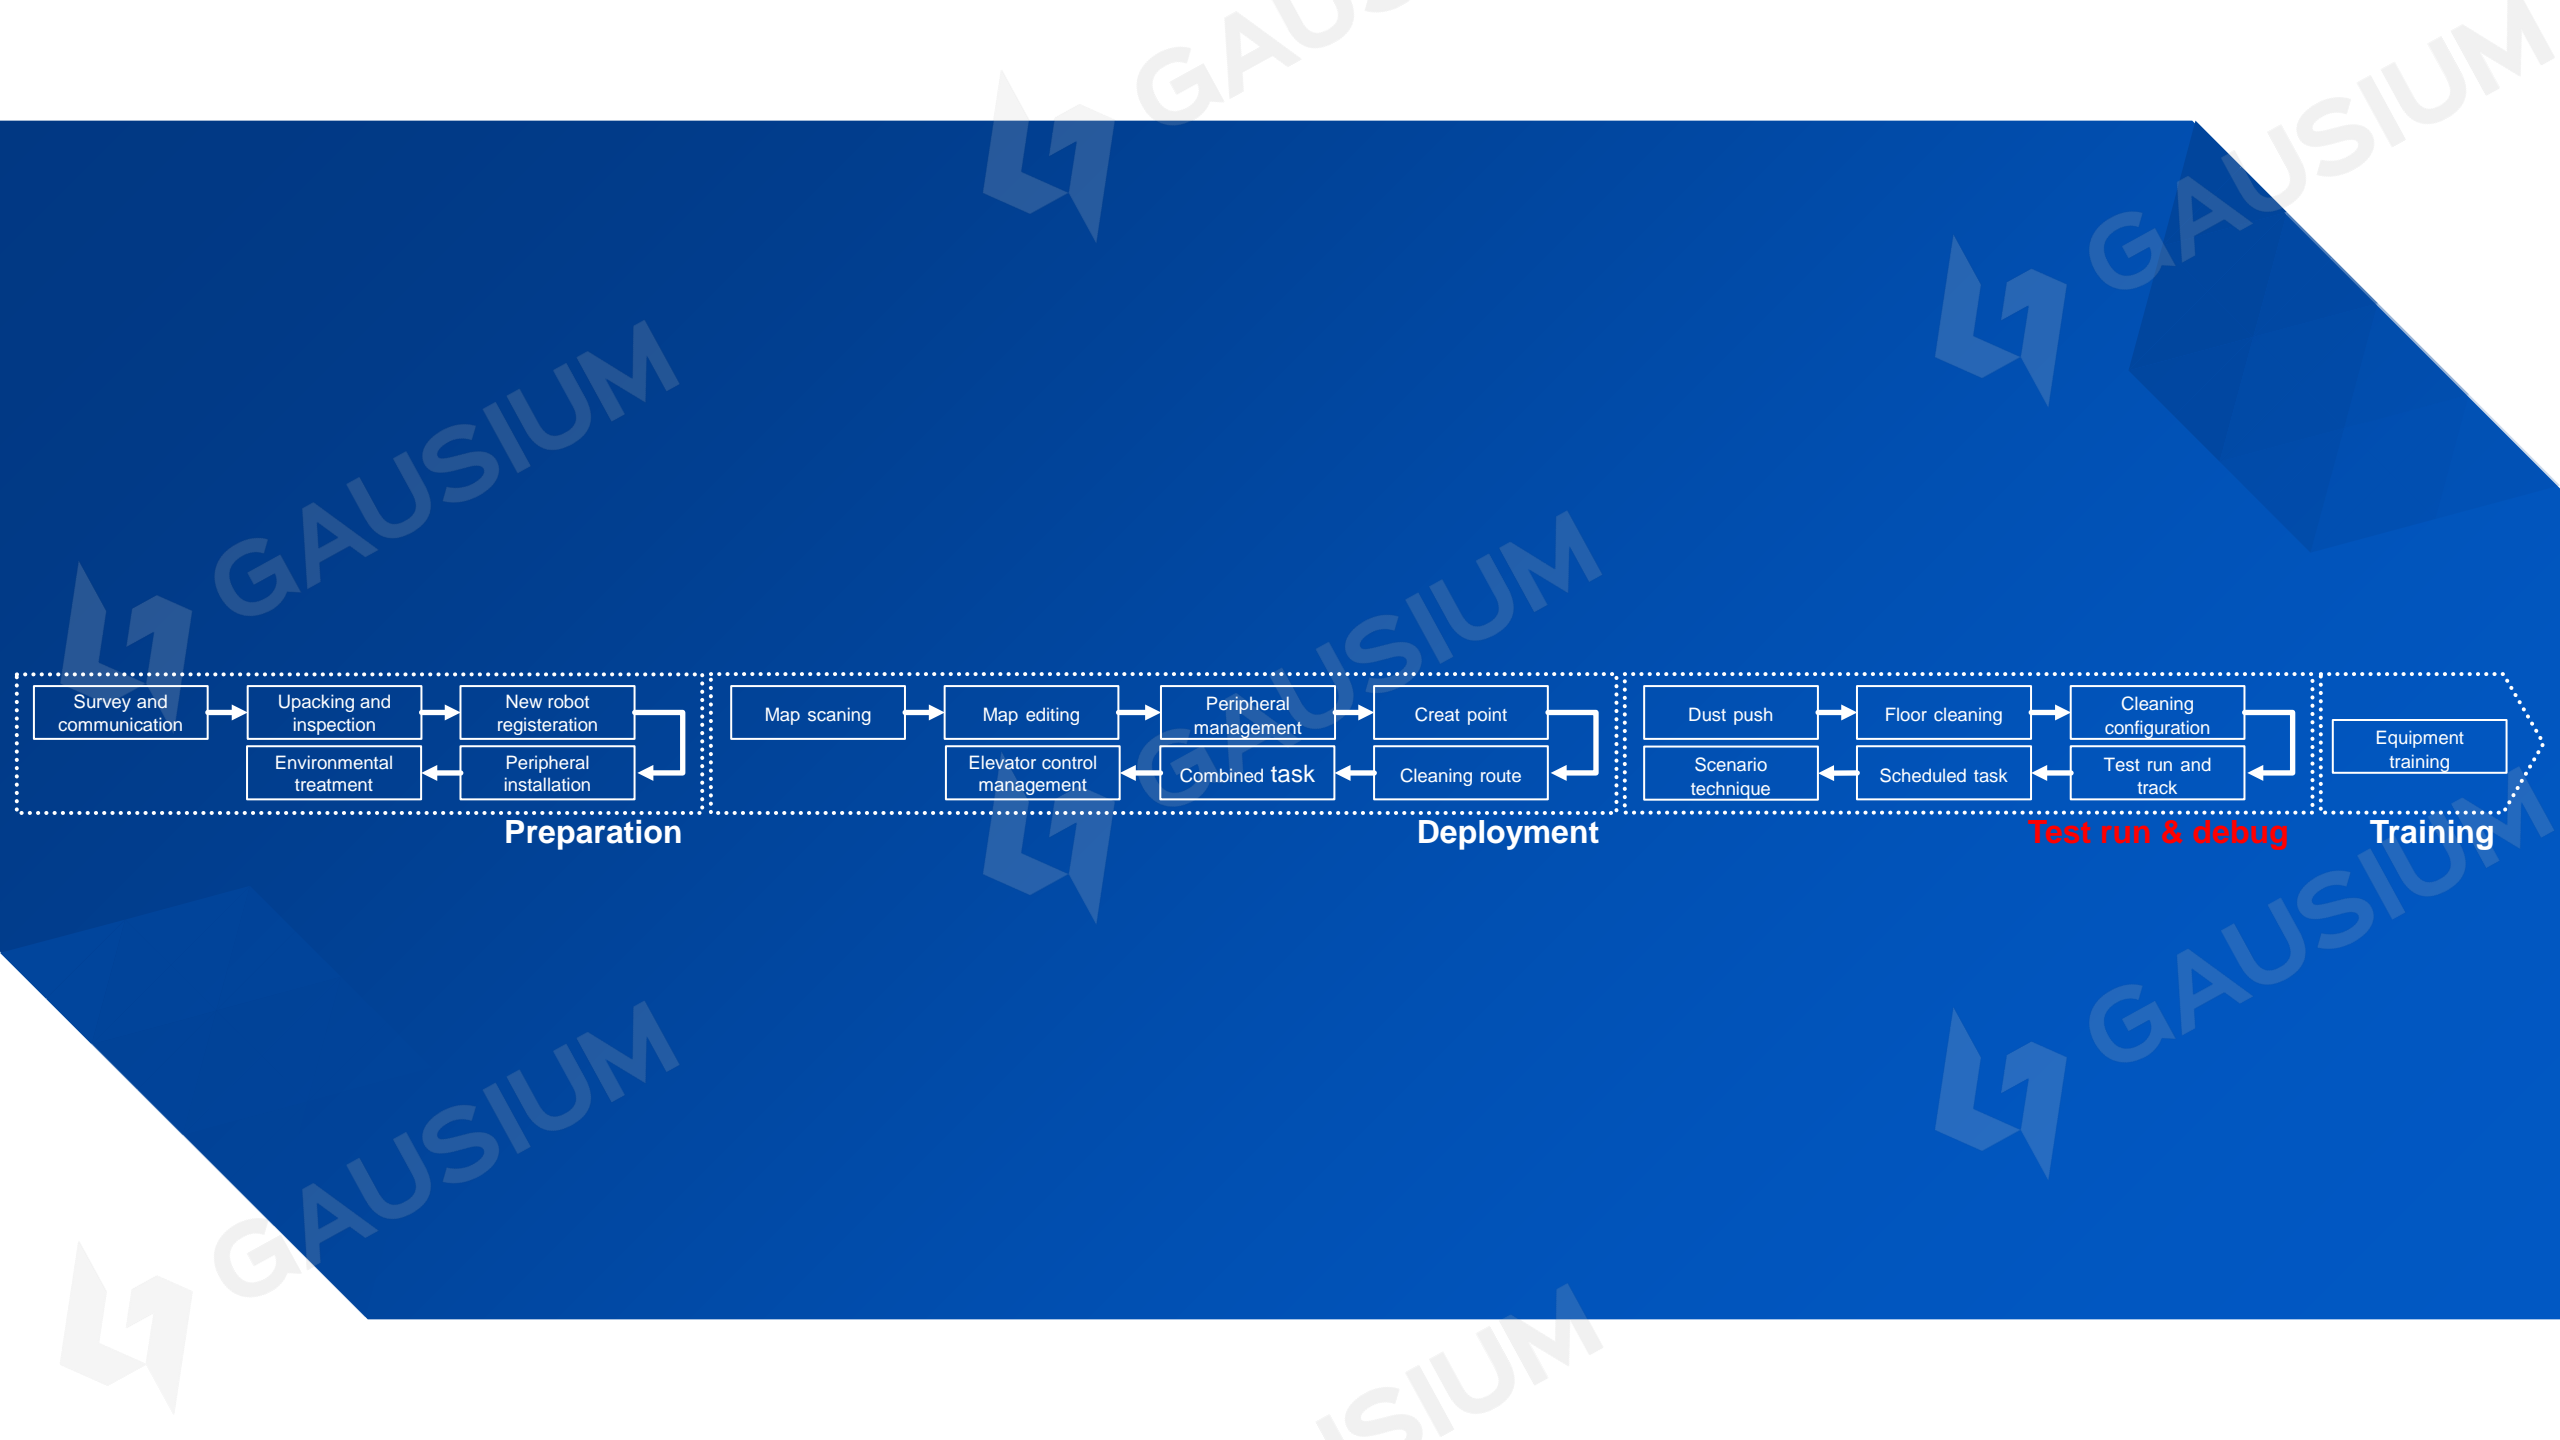 GAUSIUM
GAUSIUM
GAUSIUM
GAUSIUM
Survey and
communication
Upacking and
inspection
New robot
registeration
Peripheral
installation
Environmental
treatment
Preparation
Map scaning
Map editing
Peripheral
management
Creat point
Cleaning route
Combined task
Elevator control
management
Deployment
Dust push
Floor cleaning
Cleaning
configuration
Test run and
track
Scheduled task
Scenario
technique
Test run & debug
Equipment
training
Training
GAUSIUM
GAUSIUM
SIUM